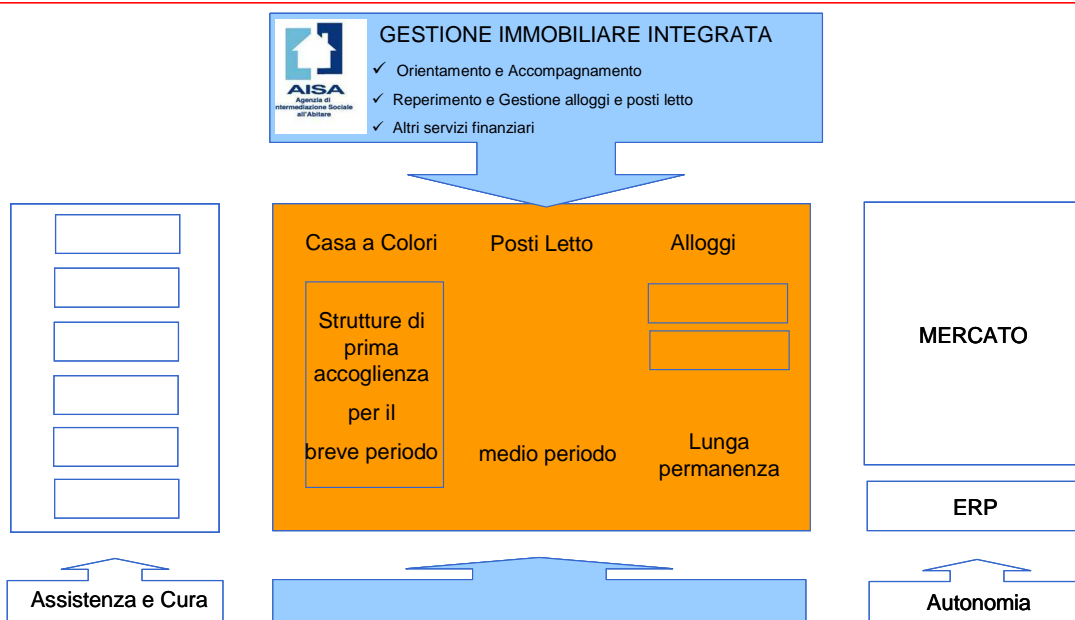 GESTIONE IMMOBILIARE INTEGRATA
✓ Orientamento e Accompagnamento
✓ Reperimento e Gestione alloggi e posti letto
✓ Altri servizi finanziari
AISA
Agenzia di
ntermediazione Sociale
all'Abitare
Casa a Colori
Posti Letto
Alloggi
Strutture di
prima
accoglienza
per il
breve periodo
medio periodo
Lunga
permanenza
MERCATO
ERP
Assistenza e Cura
Autonomia